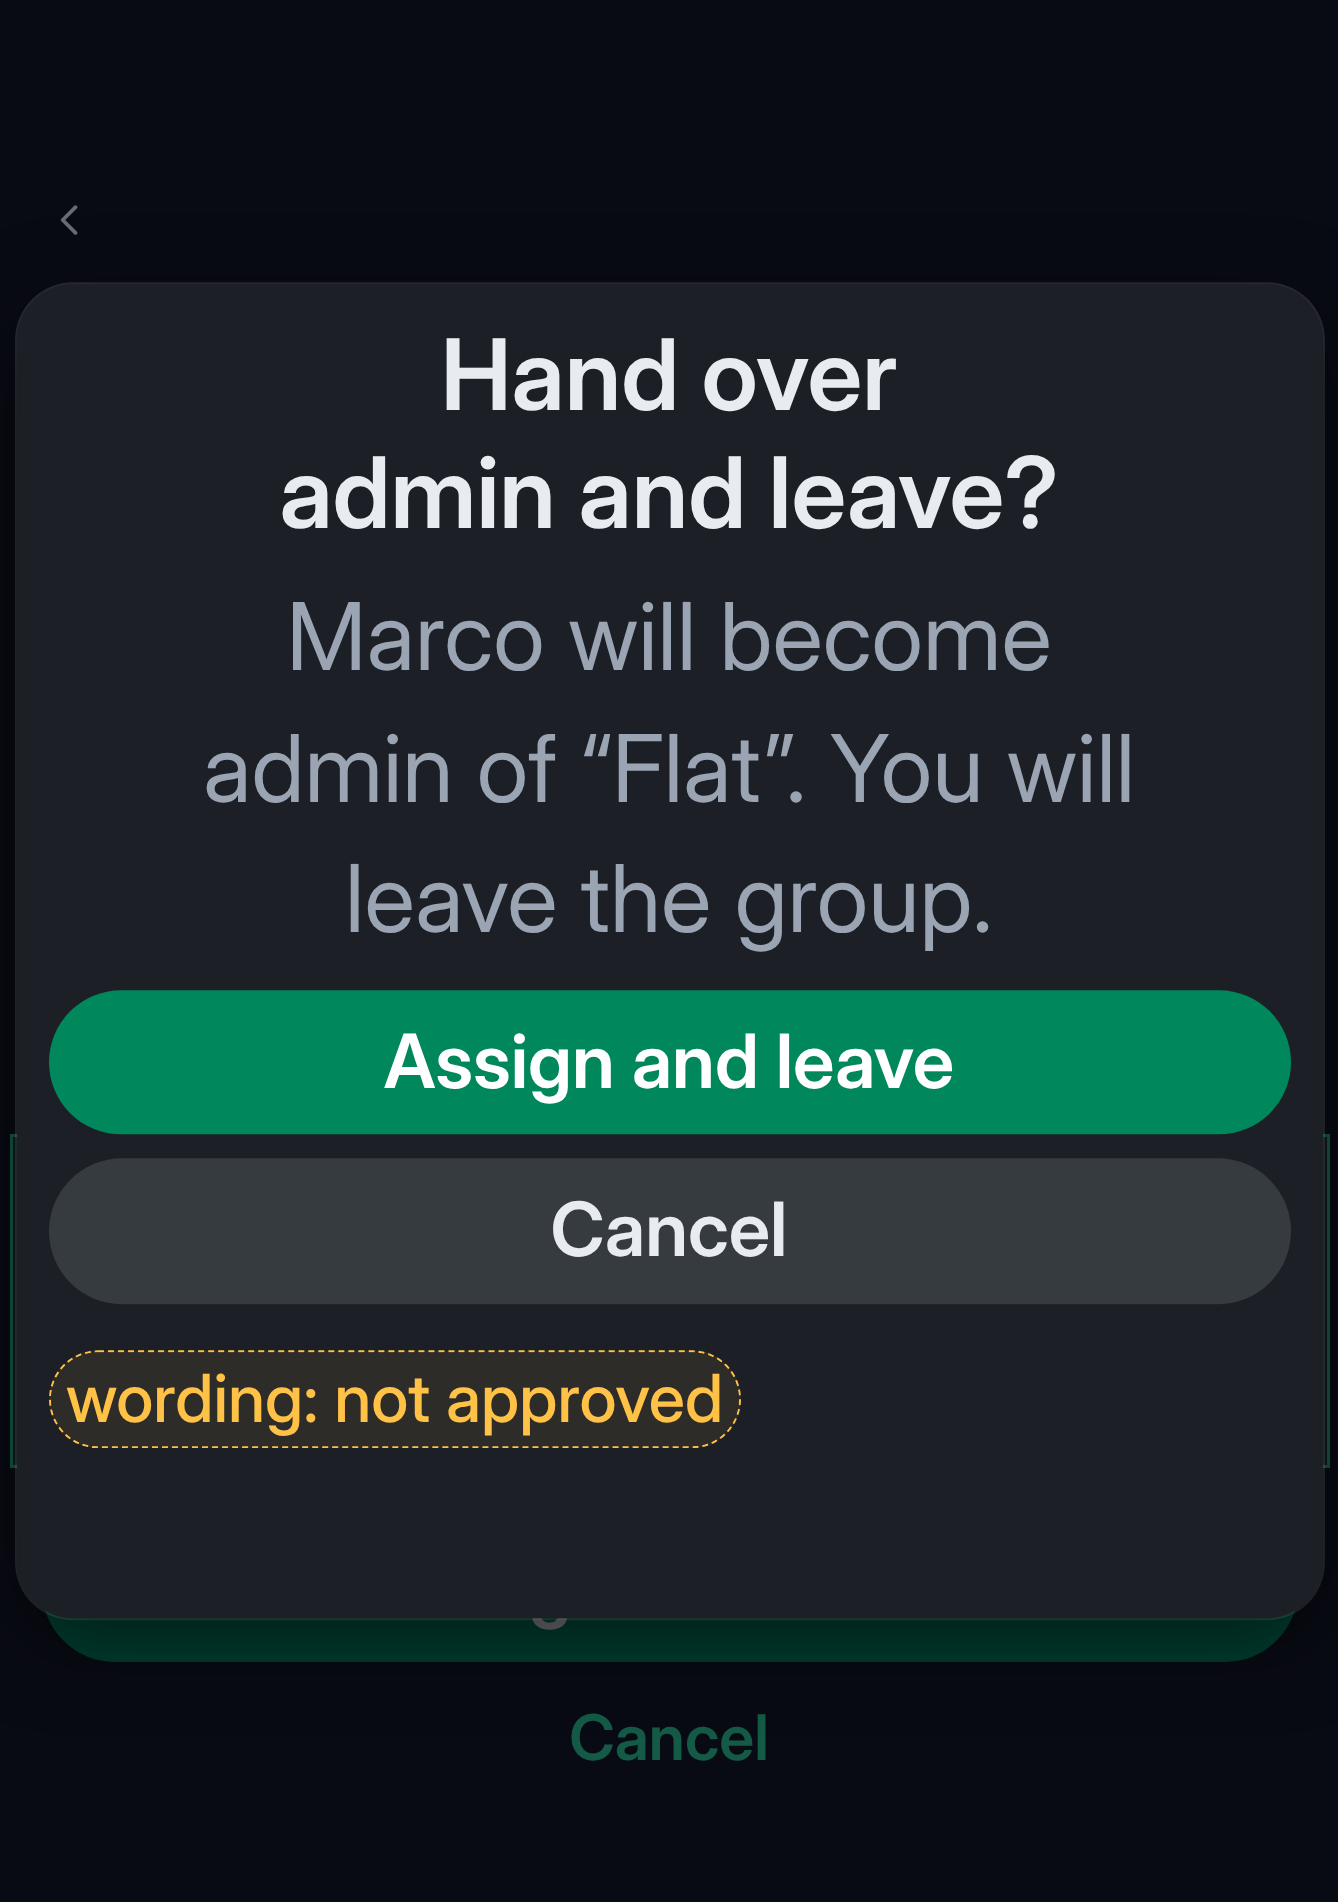 Hand over
admin and leave?
Marco will become
admin of “Flat”. You will
leave the group.
Assign and leave
Cancel
wording: not approved
Cancel